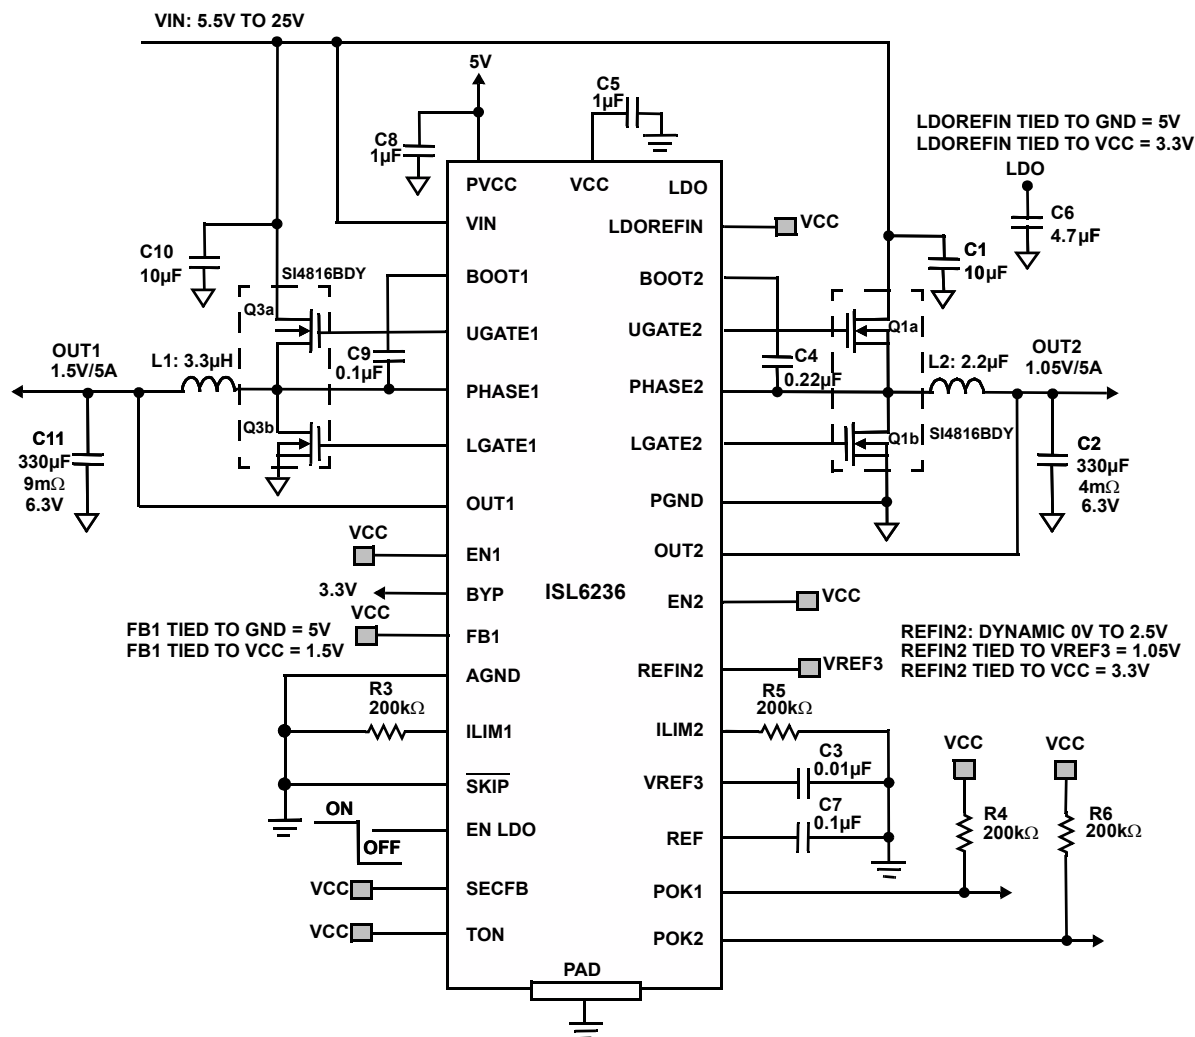 VIN: 5.5V TO 25V
5V
C5
1µF
C8
1µF
LDOREFIN TIED TO GND = 5V
LDOREFIN TIED TO VCC = 3.3V
LDO
C6
4.7µF
PVCC
VCC
LDO
VIN
LDOREFIN
VCC
C10
10µF
C1
10µF
SI4816BDY
BOOT1
BOOT2
Q3a
Q1a
UGATE1
UGATE2
OUT1
1.5V/5A
L1: 3.3µH
C9
0.1µF
C4
0.22µF
L2: 2.2µF
OUT2
1.05V/5A
PHASE1
PHASE2
Q3b
Q1b
SI4816BDY
LGATE1
LGATE2
C11
330µF
9mΩ
6.3V
C2
330µF
4mΩ
6.3V
OUT1
PGND
VCC
EN1
OUT2
3.3V
BYP
ISL6236
EN2
VCC
VCC
FB1 TIED TO GND = 5V
FB1 TIED TO VCC = 1.5V
FB1
REFIN2: DYNAMIC 0V TO 2.5V
REFIN2 TIED TO VREF3 = 1.05V
REFIN2 TIED TO VCC = 3.3V
AGND
REFIN2
VREF3
R3
200kΩ
R5
200kΩ
ILIM1
ILIM2
VCC
VCC
C3
0.01µF
SKIP
VREF3
ON
OFF
EN LDO
C7
0.1µF
REF
R4
200kΩ
R6
200kΩ
VCC
SECFB
POK1
VCC
TON
POK2
PAD